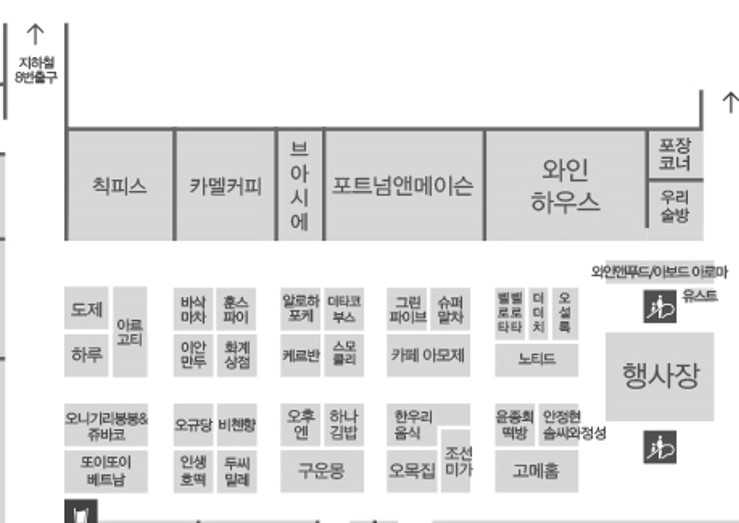 지하철
8번출구
칙피스
카멜커피
브
아
시
에
포트넘앤메이슨
와인
하우스
포장
코너
우리
술방
와인앤푸드/아보드 아로마
유스트
행사장
도제
하루
아르
고티
바삭
마차
훈스
파이
이안
만두
화계
상점
알로하
포케
더타코
부스
케르반
스모
쿨리
그린
파이브
슈퍼
말차
카페 아모제
벨벨
로로
타타
더
더
치
오
설
록
노티드
오니기리봉봉&
쥬바코
또이또이
베트남
오규당
비첸향
인생
호떡
두씨
밀레
오후
엔
하나
김밥
구운몽
한우리
음식
오목집
조선
미가
윤종희
떡방
안정현
솜씨와정성
고메홈